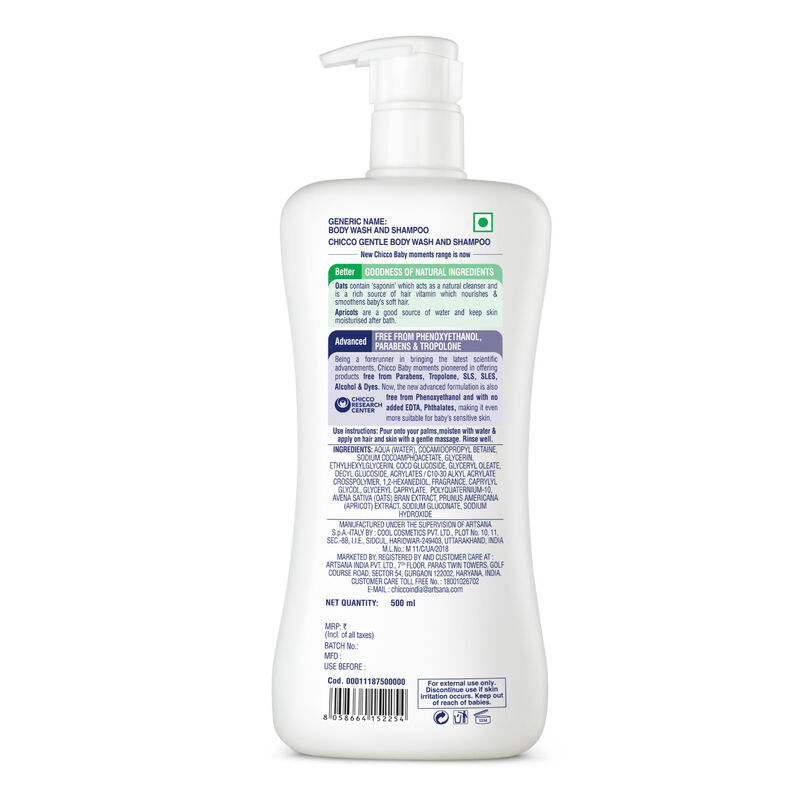 GENERIC NAME:
BODY WASH AND SHAMPOO
CHICCO GENTLE BODY WASH AND SHAMPOO
New Chicco Baby moments range is now
Better GOODNESS OF NATURAL INGREDIENTS
Oats contain 'saponin' which acts as a natural cleanser and
is a rich source of hair vitamin which nourishes &
smoothens baby's soft hair.
Apricots are a good source of water and keep skin
moisturised after bath.
Advanced FREE FROM PHENOXYETHANOL,
PARABENS & TROPOLONE
Being a forerunner in bringing the latest scientific
advancements, Chicco Baby moments pioneered in offering
products free from Parabens, Tropolone, SLS, SLES,
Alcohol & Dyes. Now, the new advanced formulation is also
CHICCO
RESEARCH
CENTER
free from Phenoxyethanol and with no
added EDTA, Phthalates, making it even
more suitable for baby's sensitive skin.
Use instructions: Pour onto your palms,moisten with water &
apply on hair and skin with a gentle massage. Rinse well.
INGREDIENTS: AQUA (WATER), COCAMIDOPROPYL BETAINE,
SODIUM COCOAMPHOACETATE, GLYCERIN,
ETHYLHEXYLGLYCERIN, COCO GLUCOSIDE, GLYCERYL OLEATE,
DECYL GLUCOSIDE, ACRYLATES / C10-30 ALKYL ACRYLATE
CROSSPOLYMER, 1,2-HEXANEDIOL, FRAGRANCE, CAPRYLYL
GLYCOL, GLYCERYL CAPRYLATE, POLYQUATERNIUM-10,
AVENA SATIVA (OATS) BRAN EXTRACT, PRUNUS AMERICANA
(APRICOT) EXTRACT, SODIUM GLUCONATE, SODIUM
HYDROXIDE
MANUFACTURED UNDER THE SUPERVISION OF ARTSANA
S.p.A.-ITALY BY : COOL COSMETICS PVT. LTD., PLOT No. 10, 11,
SEC.-8B, I.I.E., SIDCUL, HARIDWAR-249403, UTTARAKHAND, INDIA
M.L.No.: M 11/C/UA/2018
MARKETED BY, REGISTERED BY AND CUSTOMER CARE AT :
ARTSANA INDIA PVT. LTD., 7th FLOOR, PARAS TWIN TOWERS, GOLF
COURSE ROAD, SECTOR 54, GURGAON 122002, HARYANA, INDIA.
CUSTOMER CARE TOLL FREE No. : 18001026702
E-MAIL : chiccoindia@artsana.com
NET QUANTITY: 500 ml
MRP: ₹
(Incl. of all taxes)
BATCH No.:
MFD :
USE BEFORE :
Cod. 00011187500000
8 058664 152254
For external use only.
Discontinue use if skin
irritation occurs. Keep out
of reach of babies.